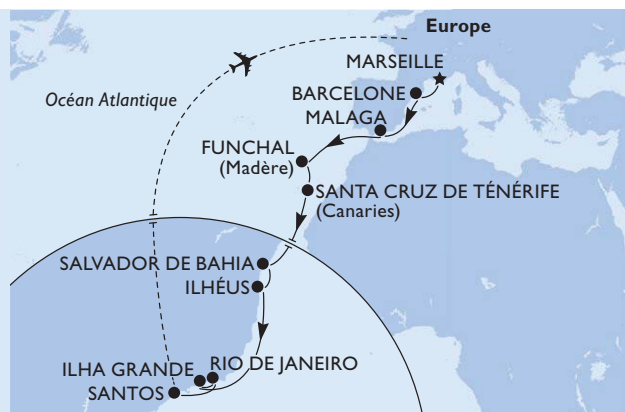 Europe
MARSEILLE
BARCELONE
MALAGA
Océan Atlantique
FUNCHAL
(Madère)
SANTA CRUZ DE TÉNÉRIFE
(Canaries)
SALVADOR DE BAHIA
ILHÉUS
RIO DE JANEIRO
ILHA GRANDE
SANTOS